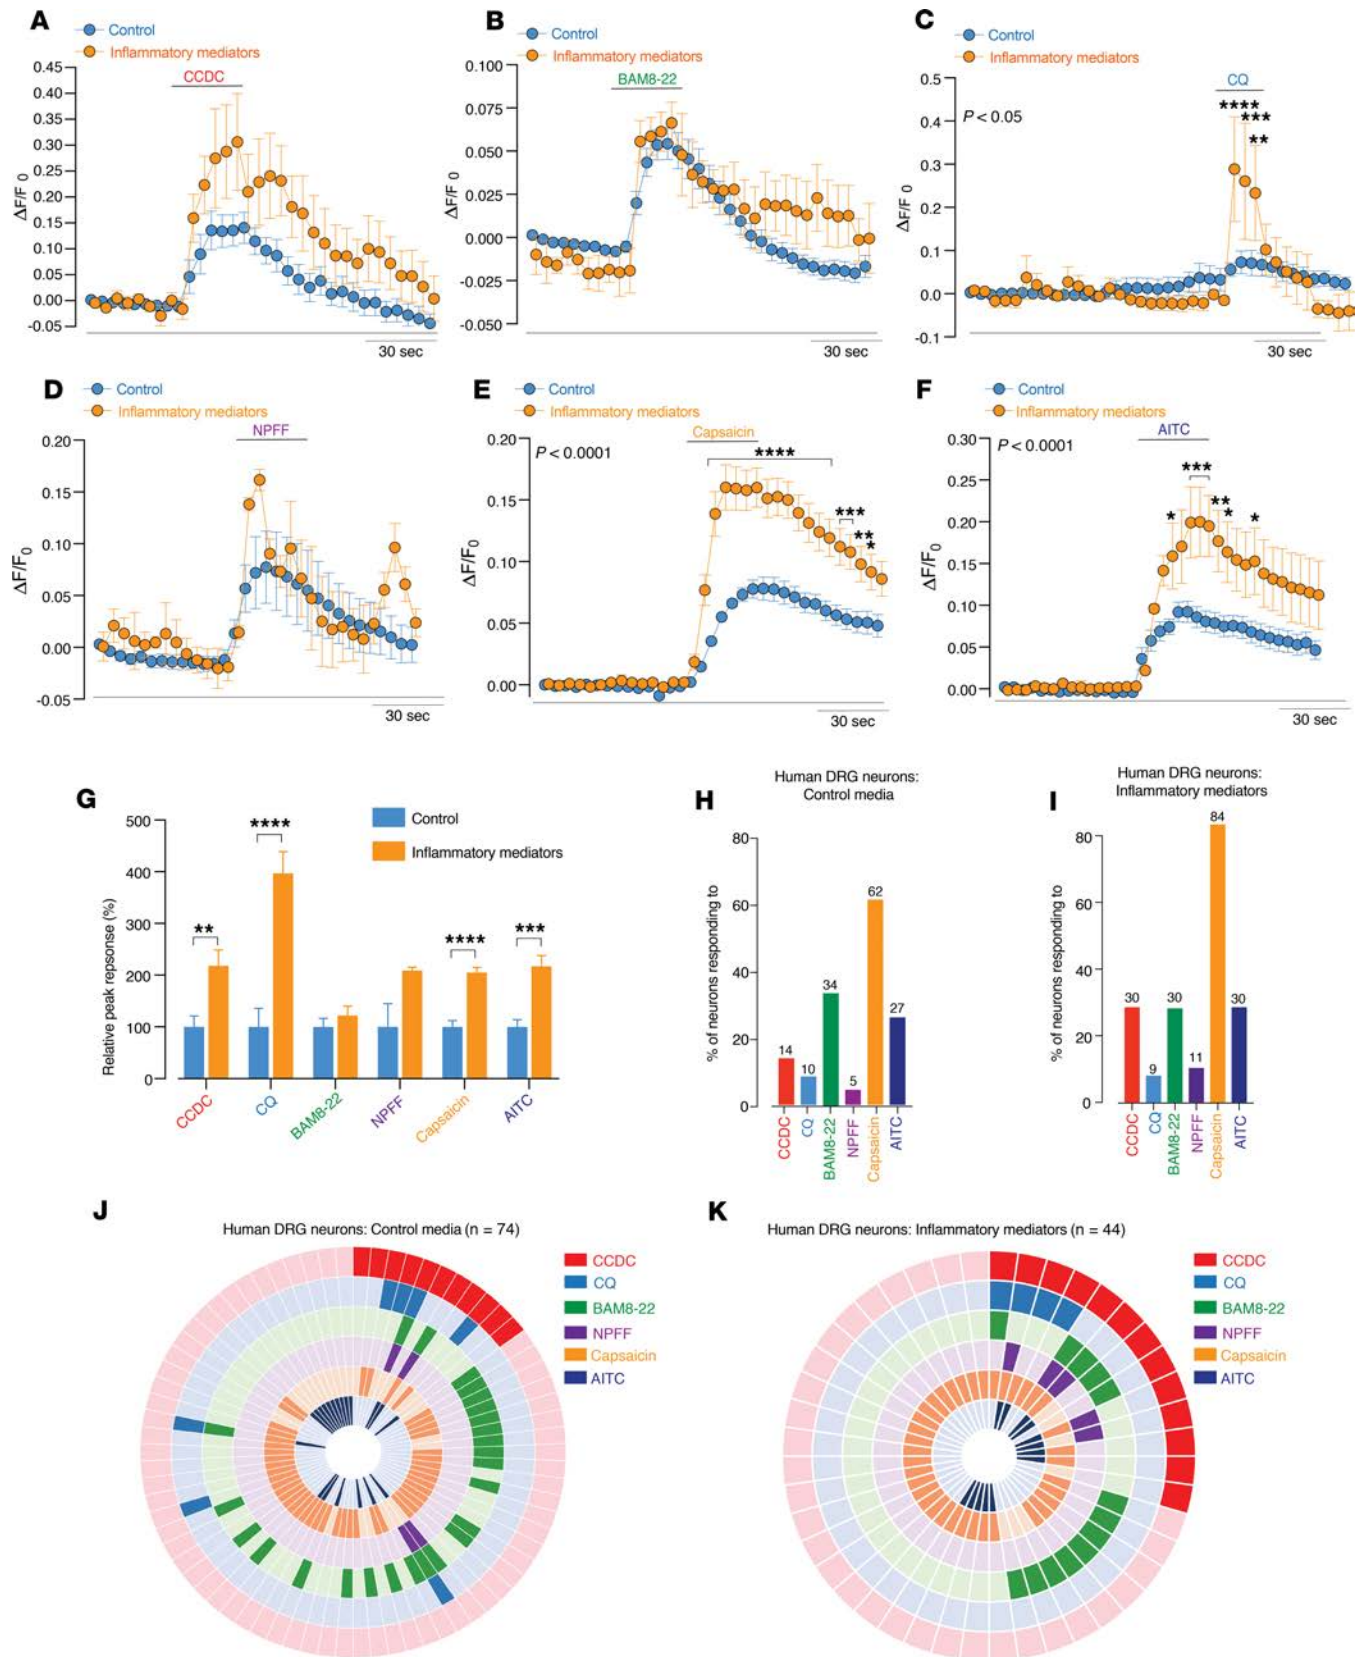 A
Control
Inflammatory mediators
CCDC
ΔF/F 0
0.45
0.40
0.35
0.30
0.25
0.20
0.15
0.10
0.05
0.00
-0.05
30 sec
B
Control
Inflammatory mediators
BAM8-22
ΔF/F 0
0.100
0.075
0.050
0.025
0.000
-0.025
-0.050
30 sec
C
Control
Inflammatory mediators
CQ
P < 0.05
****
***
**
ΔF/F 0
0.5
0.4
0.3
0.2
0.1
0.0
-0.1
30 sec
D
Control
Inflammatory mediators
NPFF
ΔF/F0
0.20
0.15
0.10
0.05
0.00
-0.05
30 sec
E
Control
Inflammatory mediators
Capsaicin
P < 0.0001
****
***
**
*
ΔF/F0
0.20
0.15
0.10
0.05
0.00
30 sec
F
Control
Inflammatory mediators
AITC
P < 0.0001
*
***
**
*
*
ΔF/F0
0.30
0.25
0.20
0.15
0.10
0.05
0.00
30 sec
G
Control
Inflammatory mediators
Relative peak repsonse (%)
500
400
300
200
100
0
**
****
****
***
CCDC
CQ
BAM8-22
NPFF
Capsaicin
AITC
H
Human DRG neurons:
Control media
% of neurons responding to
80
60
40
20
0
14
10
34
5
62
27
CCDC
CQ
BAM8-22
NPFF
Capsaicin
AITC
I
Human DRG neurons:
Inflammatory mediators
% of neurons responding to
80
60
40
20
0
30
9
30
11
84
30
CCDC
CQ
BAM8-22
NPFF
Capsaicin
AITC
J
Human DRG neurons: Control media (n = 74)
CCDC
CQ
BAM8-22
NPFF
Capsaicin
AITC
K
Human DRG neurons: Inflammatory mediators (n = 44)
CCDC
CQ
BAM8-22
NPFF
Capsaicin
AITC